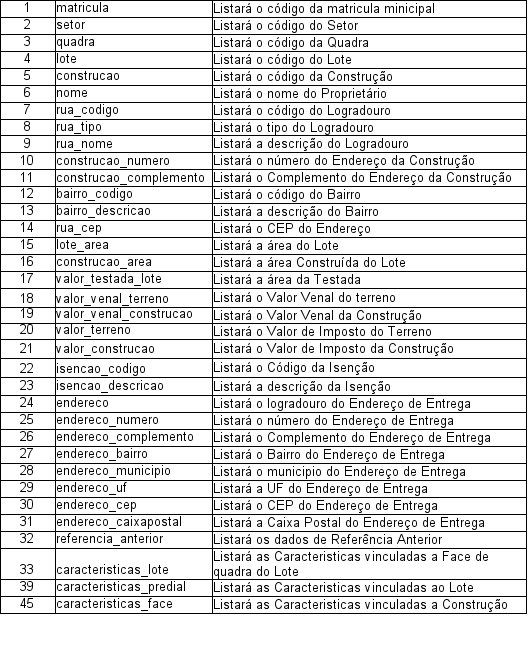 1 matricula Listará o código da matricula minicipal
2 setor Listará o código do Setor
3 quadra Listará o código da Quadra
4 lote Listará o código do Lote
5 construcao Listará o código da Construção
6 nome Listará o nome do Proprietário
7 rua_codigo Listará o código do Logradouro
8 rua_tipo Listará o tipo do Logradouro
9 rua_nome Listará a descrição do Logradouro
10 construcao_numero Listará o número do Endereço da Construção
11 construcao_complemento Listará o Complemento do Endereço da Construção
12 bairro_codigo Listará o código do Bairro
13 bairro_descricao Listará a descrição do Bairro
14 rua_cep Listará o CEP do Endereço
15 lote_area Listará a área do Lote
16 construcao_area Listará a área Construída do Lote
17 valor_testada_lote Listará a área da Testada
18 valor_venal_terreno Listará o Valor Venal do terreno
19 valor_venal_construcao Listará o Valor Venal da Construção
20 valor_terreno Listará o Valor de Imposto do Terreno
21 valor_construcao Listará o Valor de Imposto da Construção
22 isencao_codigo Listará o Código da Isenção
23 isencao_descricao Listará a descrição da Isenção
24 endereco Listará o logradouro do Endereço de Entrega
25 endereco_numero Listará o número do Endereço de Entrega
26 endereco_complemento Listará o Complemento do Endereço de Entrega
27 endereco_bairro Listará o Bairro do Endereço de Entrega
28 endereco_municipio Listará o municipio do Endereço de Entrega
29 endereco_uf Listará a UF do Endereço de Entrega
30 endereco_cep Listará o CEP do Endereço de Entrega
31 endereco_caixapostal Listará a Caixa Postal do Endereço de Entrega
32 referencia_anterior Listará os dados de Referência Anterior
33 caracteristicas_lote Listará as Caracteristicas vinculadas a Face de
quadra do Lote
39 caracteristicas_predial Listará as Caracteristicas vinculadas ao Lote
45 caracteristicas_face Listará as Caracteristicas vinculadas a Construção